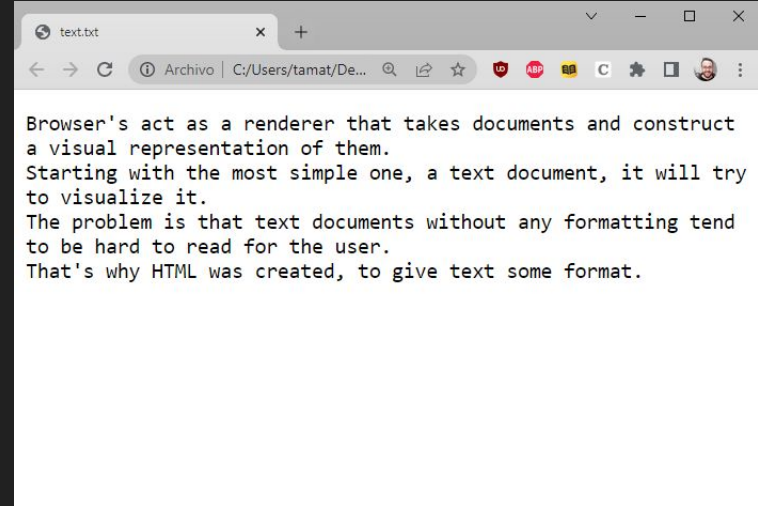 text.txt
Archivo | C:/Users/tamat/De...
UD
ABP
C
Browser's act as a renderer that takes documents and construct
a visual representation of them.
Starting with the most simple one, a text document, it will try
to visualize it.
The problem is that text documents without any formatting tend
to be hard to read for the user.
That's why HTML was created, to give text some format.